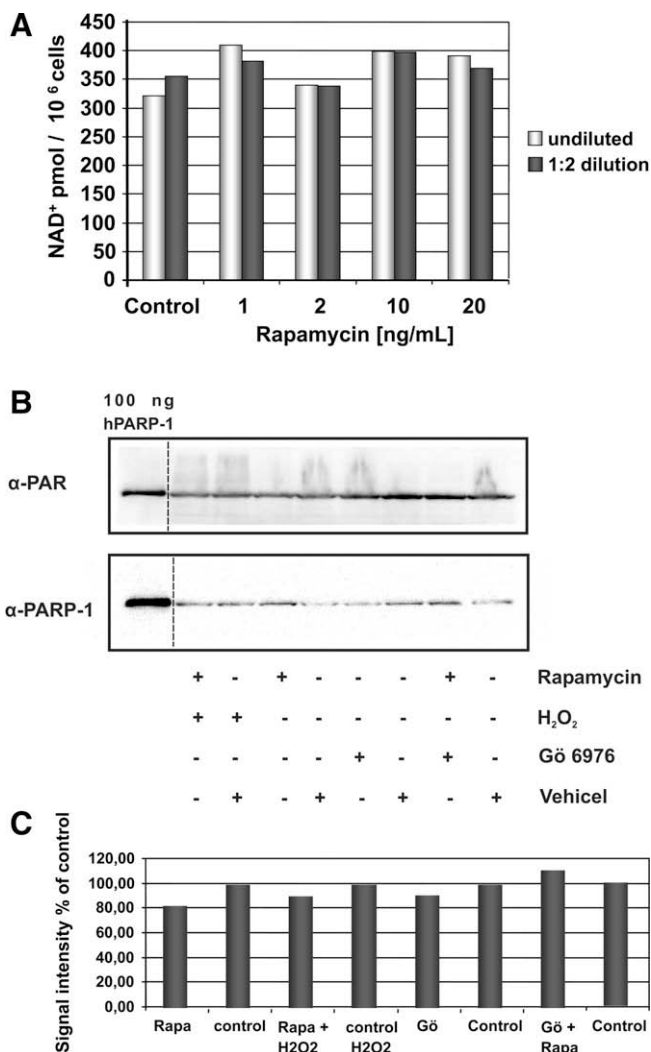 A
NAD⁺ pmol / 10 ⁶ cells
450
400
350
300
250
200
150
100
50
0
Control 1 2 10 20
Rapamycin [ng/mL]
undiluted
1:2 dilution
B
100 ng
hPARP-1
α-PAR
α-PARP-1
+ - + - - - + - Rapamycin
+ + - - - - - - H₂O₂
- - - - + - + - Gö 6976
- + - + - + - + Vehicel
C
Signal intensity % of control
120,00
100,00
80,00
60,00
40,00
20,00
0,00
Rapa control Rapa + control Gö Control Gö + Control
H2O2 H2O2 Rapa